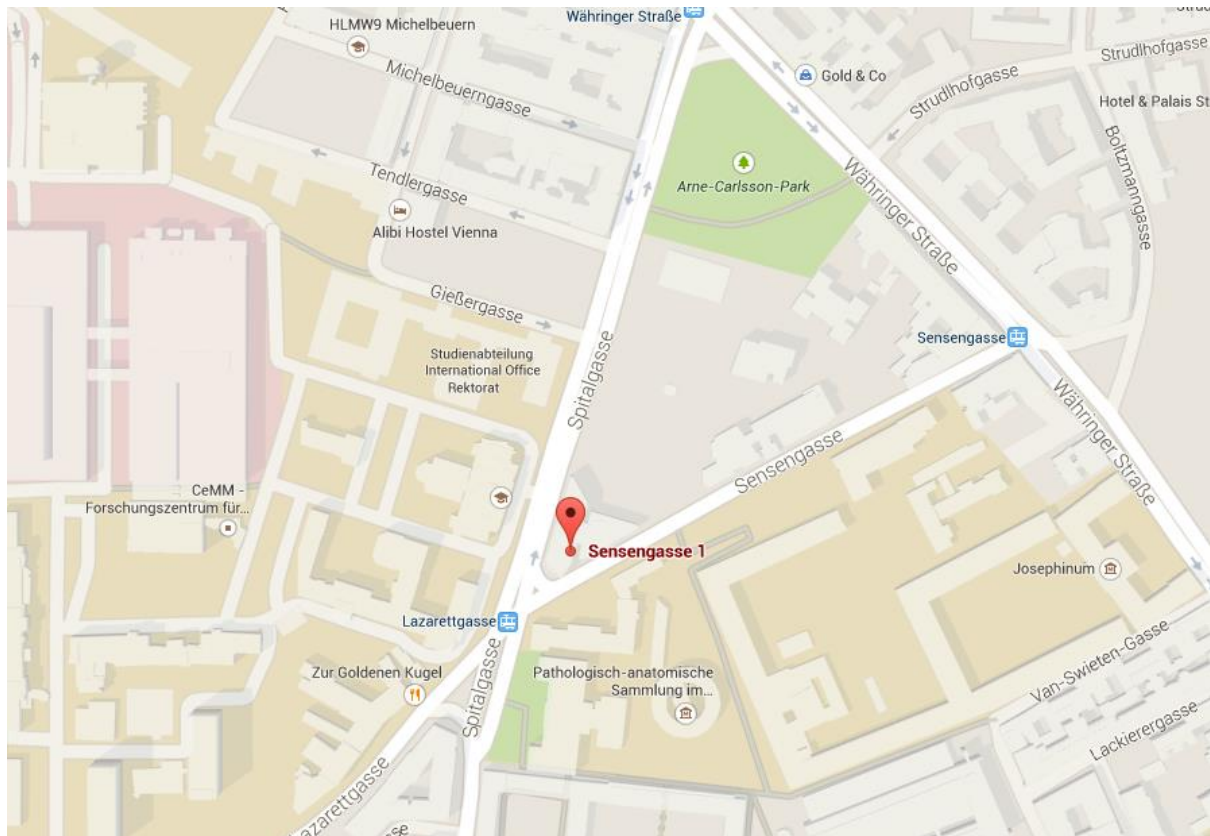 Währinger Straße
HLMW9 Michelbeuern
Michelbeuerngasse
Gold & Co
Strudlhofgasse
Strudlhofgasse
Hotel & Palais St
Boltzmanngasse
Tendlergasse
Arne-Carlsson-Park
Währinger Straße
Alibi Hostel Vienna
Gießergasse
Sensengasse
Studienabteilung
International Office
Rektorat
Spitalgasse
Währinger Straße
Sensengasse
CeMM -
Forschungszentrum für...
Sensengasse 1
Josephinum
Lazarettgasse
Zur Goldenen Kugel
Pathologisch-anatomische
Sammlung im...
Spitalgasse
Van-Swieten-Gasse
Lackierergasse
Lazarettgasse